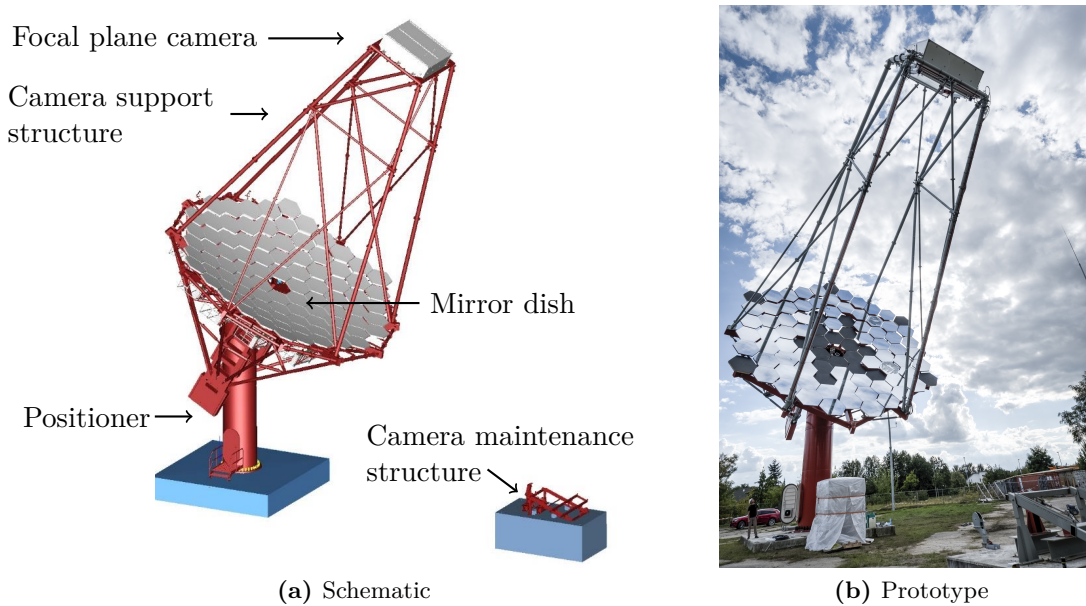 Focal plane camera
Camera support
structure
Mirror dish
Positioner
Camera maintenance
structure
(a) Schematic
(b) Prototype